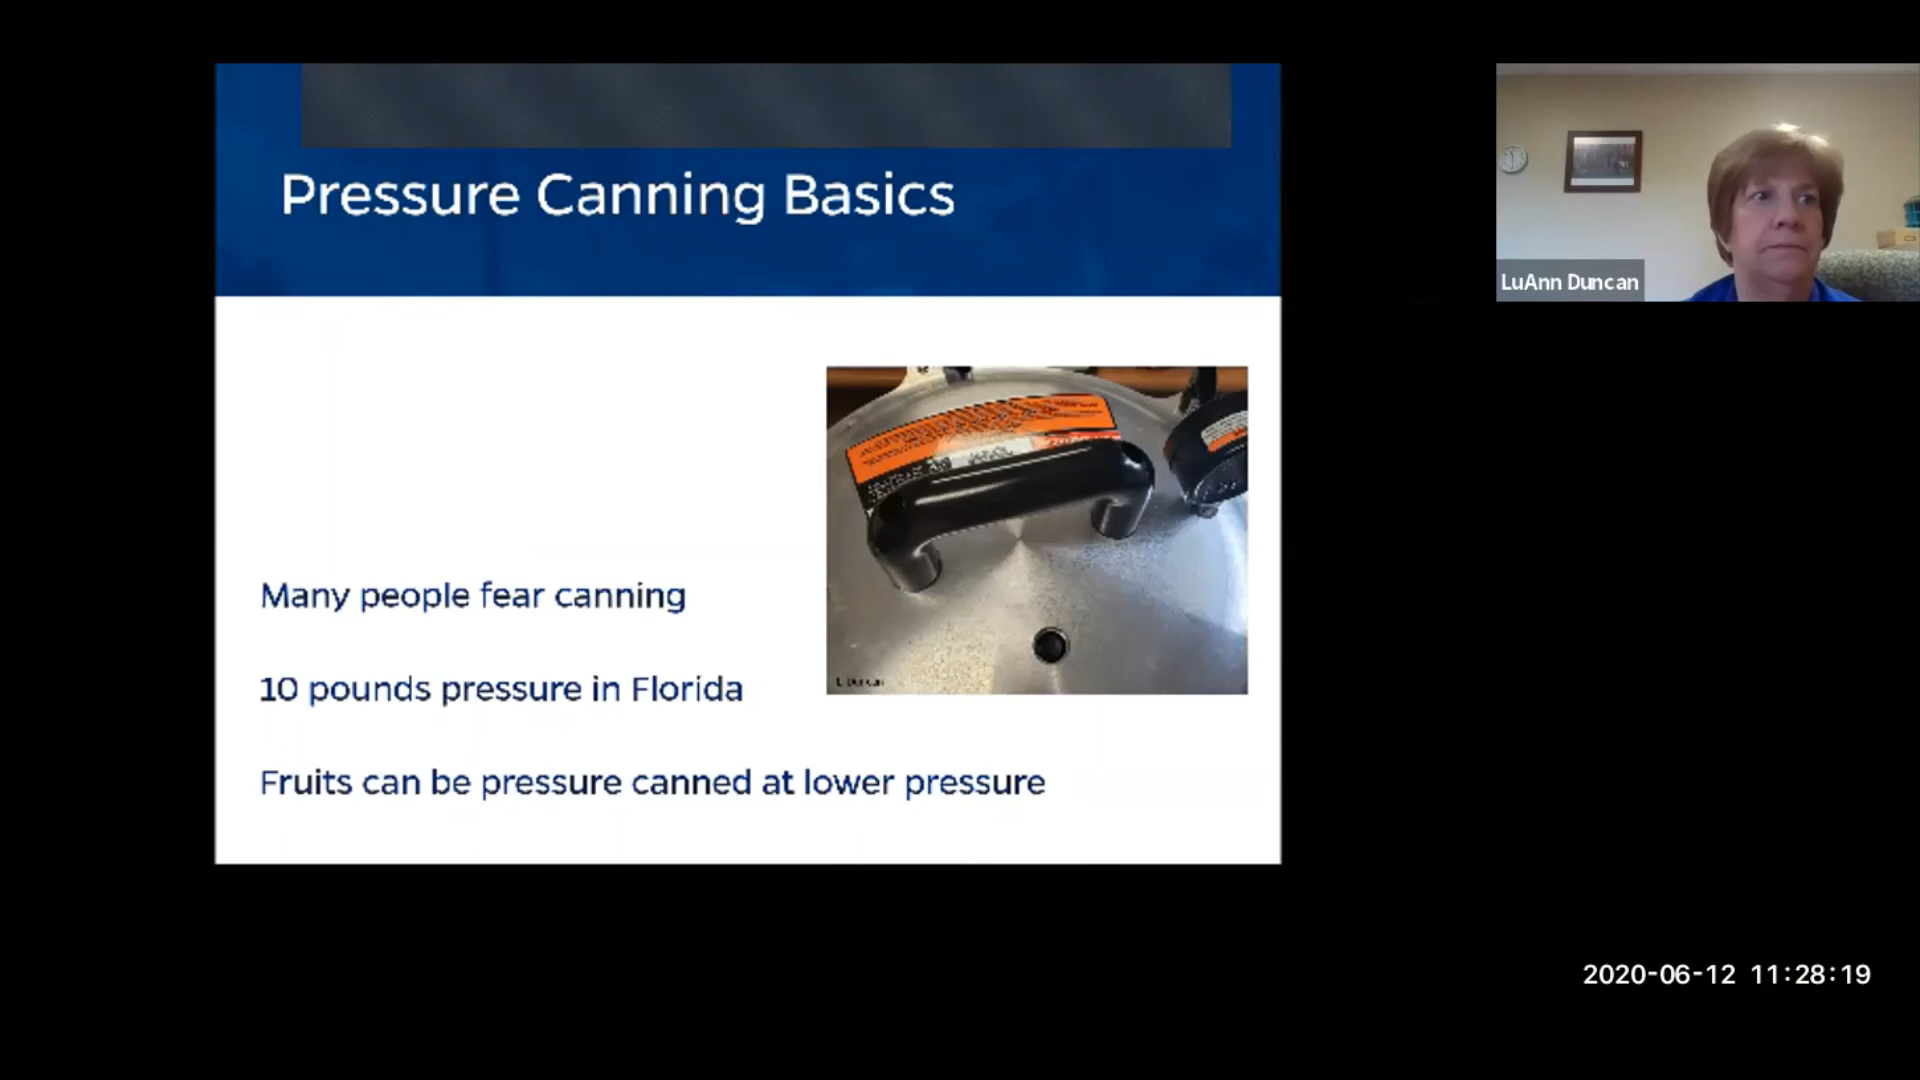 Pressure Canning Basics
LuAnn Duncan
Many people fear canning
10 pounds pressure in Florida
L Duncan
Fruits can be pressure canned at lower pressure
2020-06-12 11:28:19